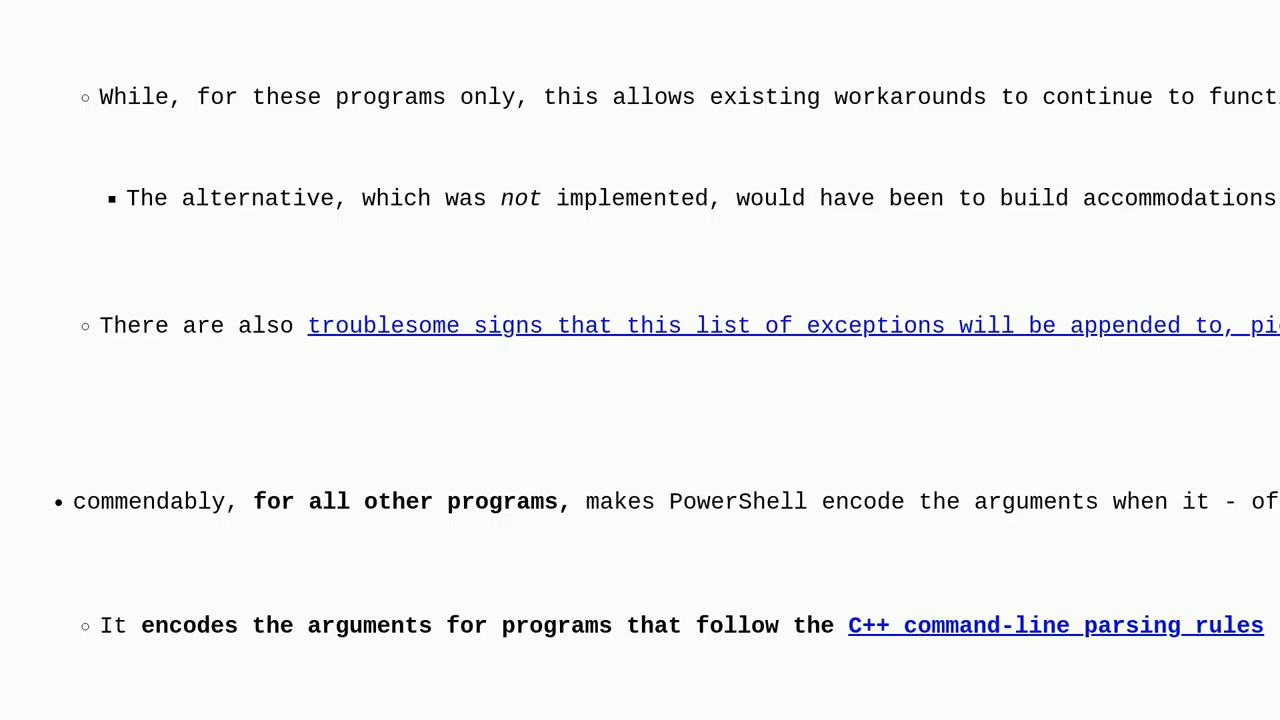 While, for these programs only, this allows existing workarounds to continue to
The alternative, which was not implemented, would have been to build accommodations
There are also troublesome signs that this list of exceptions will be appended to,
commendably, for all other programs, makes PowerShell encode the arguments when it - of
It encodes the arguments for programs that follow the C++ command-line parsing rules